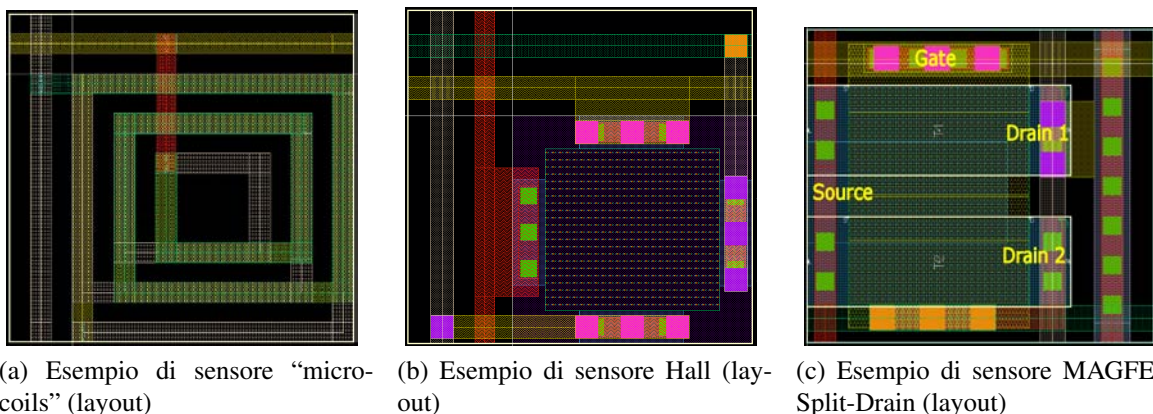 Gate
Drain 1
Source
Drain 2
(a) Esempio di sensore “micro-
coils” (layout)
(b) Esempio di sensore Hall (lay-
out)
(c) Esempio di sensore MAGFE
Split-Drain (layout)